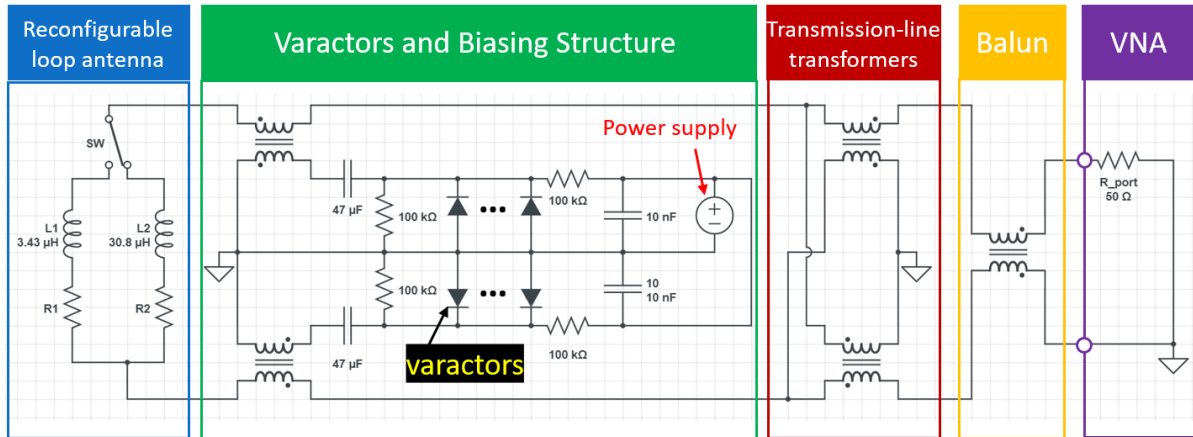 Reconfigurable
loop antenna
Varactors and Biasing Structure
Transmission-line
transformers
Balun
VNA
SW
L1
3.43 µH
L2
30.8 µH
R1
R2
47 µF
100 kΩ
100 kΩ
Power supply
+
−
10 nF
100 kΩ
10
10 nF
47 µF
100 kΩ
varactors
R_port
50 Ω